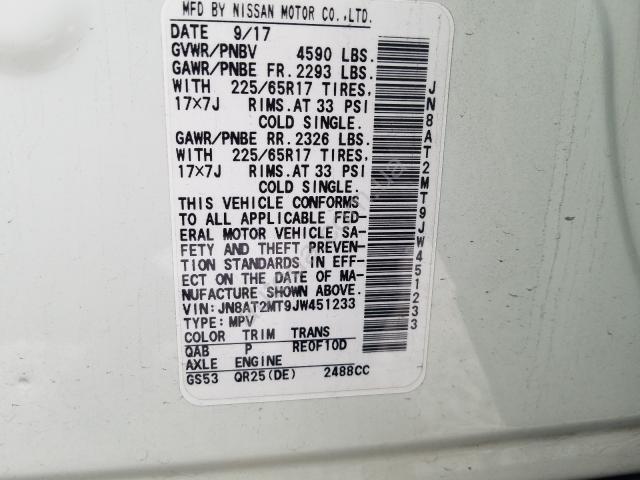 MFD BY NISSAN MOTOR CO.,LTD.
DATE 9/17
GVWR/PNBV 4590 LBS.
GAWR/PNBE FR. 2293 LBS.
WITH 225/65R17 TIRES,
17×7J RIMS. AT 33 PSI
COLD SINGLE.
GAWR/PNBE RR. 2326 LBS.
WITH 225/65R17 TIRES,
17×7J RIMS. AT 33 PSI
COLD SINGLE.
THIS VEHICLE CONFORMS
TO ALL APPLICABLE FED-
ERAL MOTOR VEHICLE SA-
FETY AND THEFT PREVEN-
TION STANDARDS IN EFF-
ECT ON THE DATE OF MA-
NUFACTURE SHOWN ABOVE.
VIN: JN8AT2MT9JW451233
TYPE: MPV
COLOR TRIM TRANS
QAB P RE0F10D
AXLE ENGINE
GS53 QR25(DE) 2488CC
JN8AT2MT9JW451233